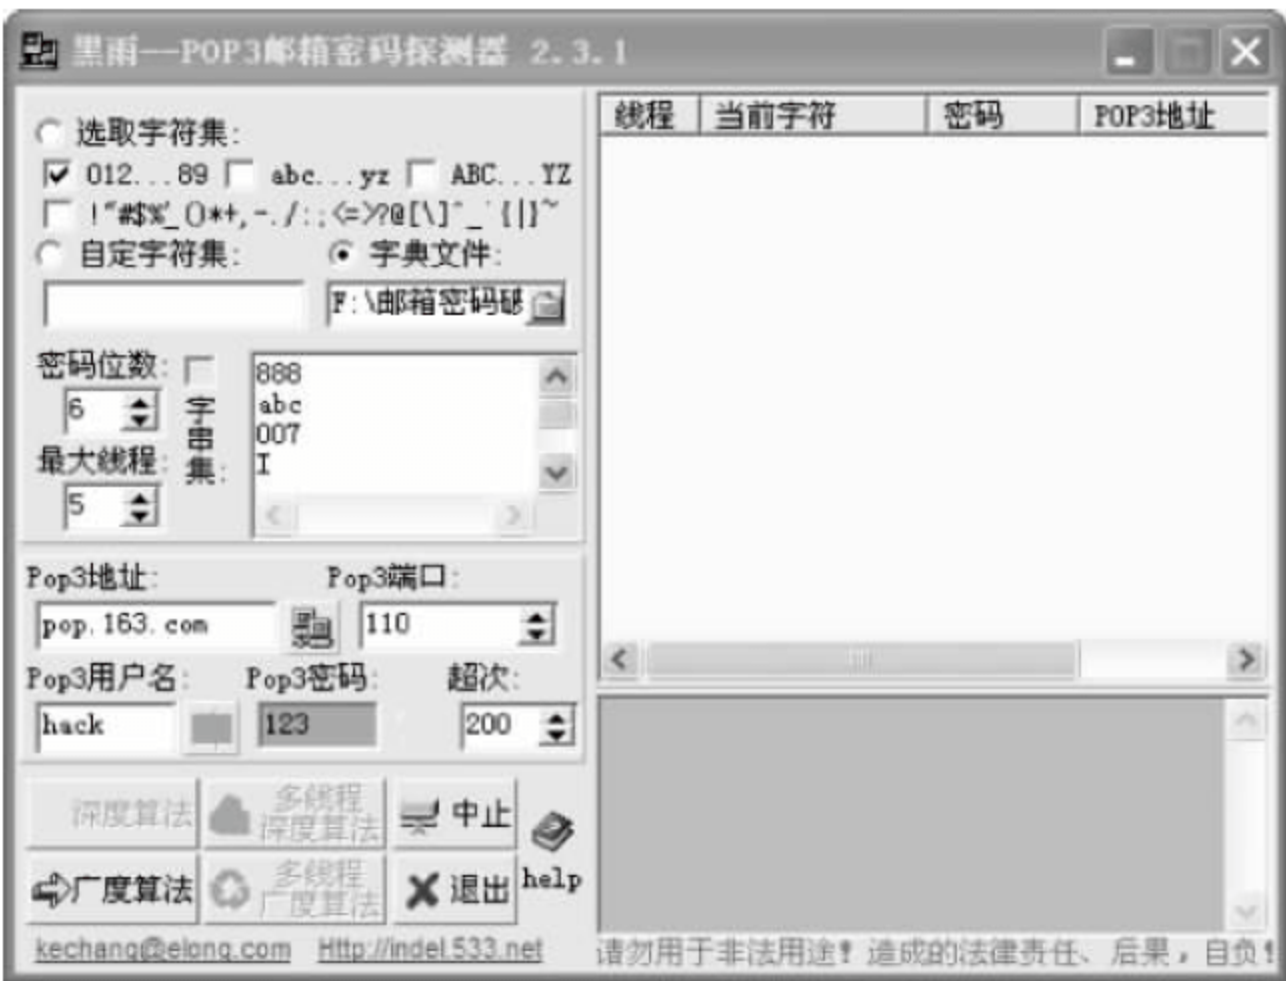 黑雨——POP3邮箱密码探测器 2.3.1
选取字符集:
012...89 abc...yz ABC...YZ
!"#$%'_()*+,-./:;<=>?@[\]^_`{|}~
自定字符集: 字典文件:
F:\邮箱密码破
密码位数:
6
最大线程:
5
字串集:
888
abc
007
I
Pop3地址: Pop3端口:
pop.163.com 110
Pop3用户名: Pop3密码: 超次:
hack 123 200
深度算法 多线程深度算法 中止
广度算法 多线程广度算法 退出 help
kechang@elong.com Http://indel.533.net
线程 当前字符 密码 POP3地址
请勿用于非法用途! 造成的法律责任、后果,自负!